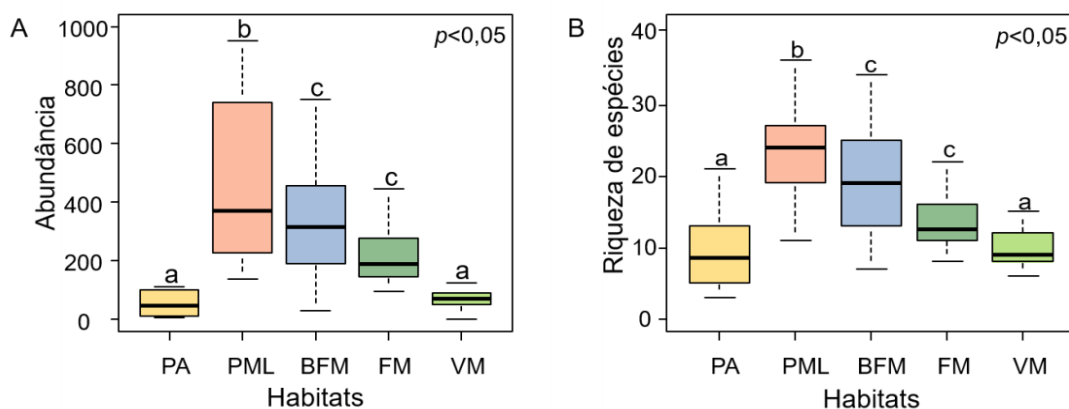 A
Abundância
1000
800
600
400
200
0
p<0,05
a
b
c
c
a
PA PML BFM FM VM
Habitats
B
Riqueza de espécies
40
30
20
10
0
p<0,05
a
b
c
c
a
PA PML BFM FM VM
Habitats